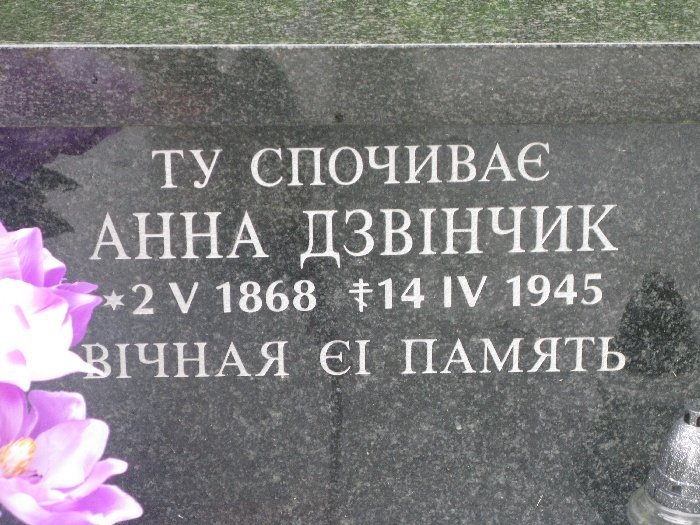 ТУ СПОЧИВАЄ
АННА ДЗВІНЧИК
*2 V 1868 ☦14 IV 1945
ВІЧНАЯ ЄІ ПАМЯТЬ